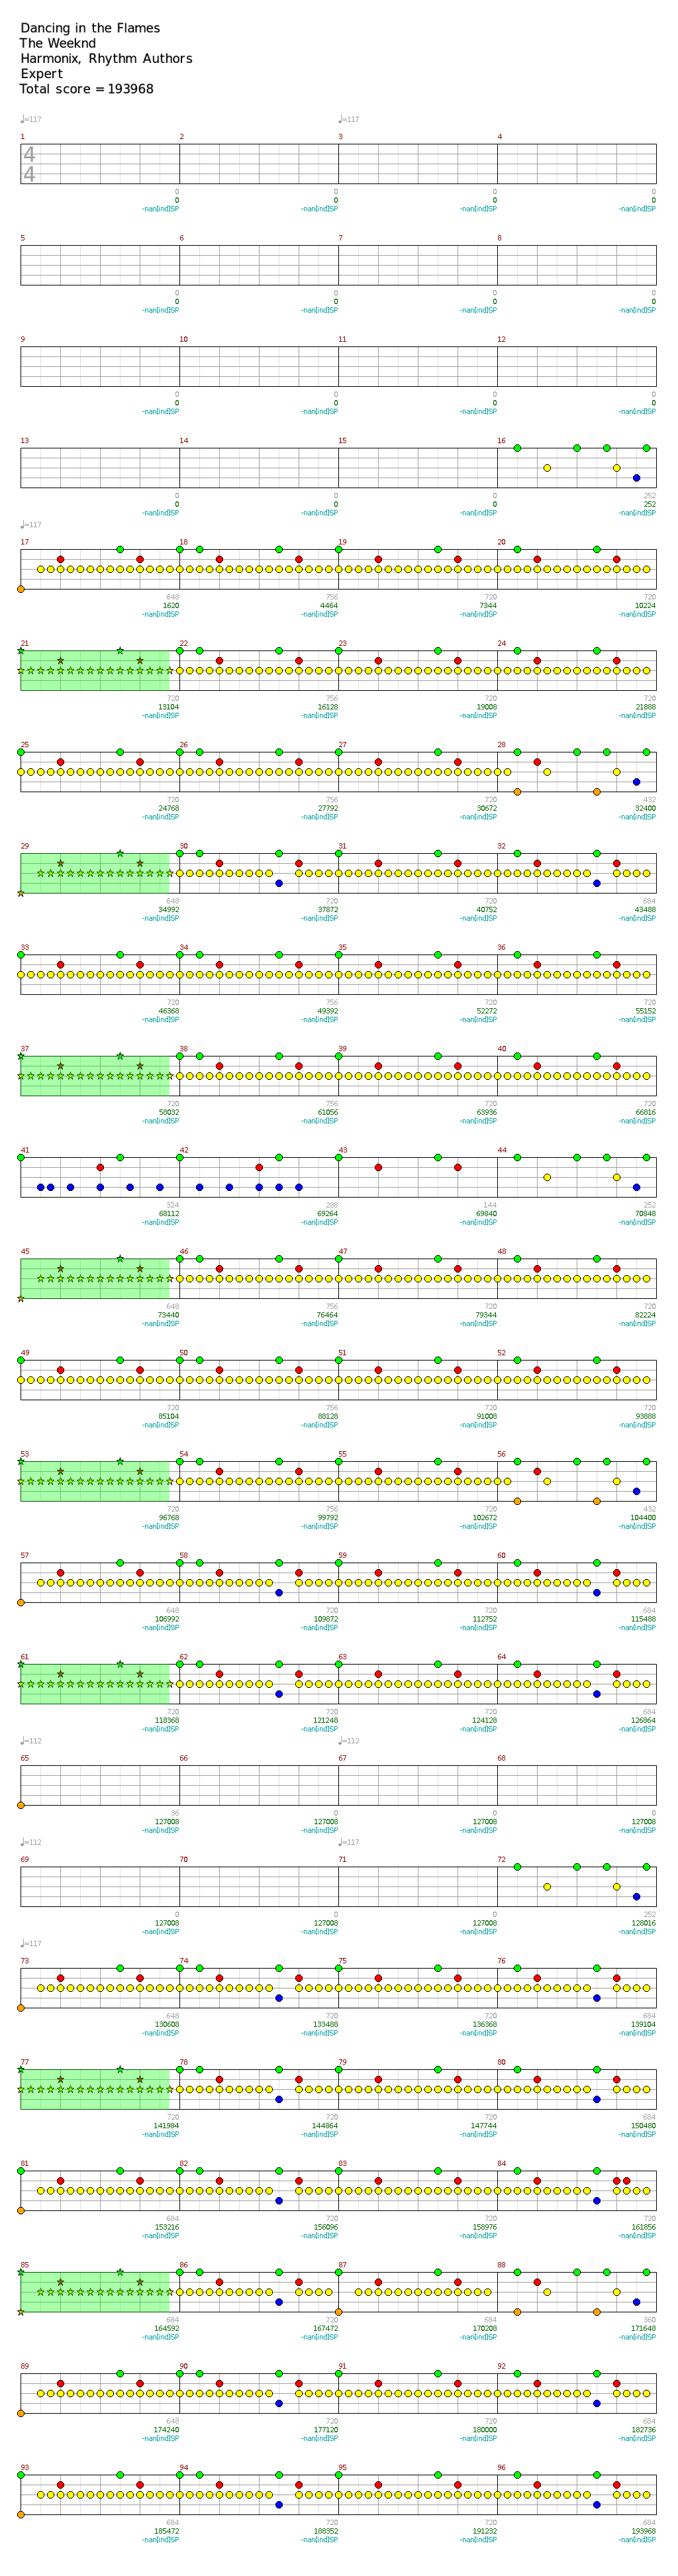 Dancing in the Flames
The Weeknd
Harmonix, Rhythm Authors
Expert
Total score = 193968
♩=117 ♩=117
1 2 3 4
4
4
0 0 0 0
0 0 0 0
-nan[ind]SP -nan[ind]SP -nan[ind]SP -nan[ind]SP
5 6 7 8
0 0 0 0
0 0 0 0
-nan[ind]SP -nan[ind]SP -nan[ind]SP -nan[ind]SP
9 10 11 12
0 0 0 0
0 0 0 0
-nan[ind]SP -nan[ind]SP -nan[ind]SP -nan[ind]SP
13 14 15 16
0 0 0 252
0 0 0 252
-nan[ind]SP -nan[ind]SP -nan[ind]SP -nan[ind]SP
♩=117
17 18 19 20
648 756 720 720
1620 4464 7344 10224
-nan[ind]SP -nan[ind]SP -nan[ind]SP -nan[ind]SP
21 22 23 24
720 756 720 720
13104 16128 19008 21888
-nan[ind]SP -nan[ind]SP -nan[ind]SP -nan[ind]SP
25 26 27 28
720 756 720 432
24768 27792 30672 32400
-nan[ind]SP -nan[ind]SP -nan[ind]SP -nan[ind]SP
29 30 31 32
648 720 720 684
34992 37872 40752 43488
-nan[ind]SP -nan[ind]SP -nan[ind]SP -nan[ind]SP
33 34 35 36
720 756 720 720
46368 49392 52272 55152
-nan[ind]SP -nan[ind]SP -nan[ind]SP -nan[ind]SP
37 38 39 40
720 756 720 720
58032 61056 63936 66816
-nan[ind]SP -nan[ind]SP -nan[ind]SP -nan[ind]SP
41 42 43 44
324 288 144 252
68112 69264 69840 70848
-nan[ind]SP -nan[ind]SP -nan[ind]SP -nan[ind]SP
45 46 47 48
648 756 720 720
73440 76464 79344 82224
-nan[ind]SP -nan[ind]SP -nan[ind]SP -nan[ind]SP
49 50 51 52
720 756 720 720
85104 88128 91008 93888
-nan[ind]SP -nan[ind]SP -nan[ind]SP -nan[ind]SP
53 54 55 56
720 756 720 432
96768 99792 102672 104400
-nan[ind]SP -nan[ind]SP -nan[ind]SP -nan[ind]SP
57 58 59 60
648 720 720 684
106992 109872 112752 115488
-nan[ind]SP -nan[ind]SP -nan[ind]SP -nan[ind]SP
61 62 63 64
720 720 720 684
118368 121248 124128 126864
-nan[ind]SP -nan[ind]SP -nan[ind]SP -nan[ind]SP
♩=112 ♩=112
65 66 67 68
36 0 0 0
127008 127008 127008 127008
-nan[ind]SP -nan[ind]SP -nan[ind]SP -nan[ind]SP
♩=112 ♩=117
69 70 71 72
0 0 0 252
127008 127008 127008 128016
-nan[ind]SP -nan[ind]SP -nan[ind]SP -nan[ind]SP
♩=117
73 74 75 76
648 720 720 684
130608 133488 136368 139104
-nan[ind]SP -nan[ind]SP -nan[ind]SP -nan[ind]SP
77 78 79 80
720 720 720 684
141984 144864 147744 150480
-nan[ind]SP -nan[ind]SP -nan[ind]SP -nan[ind]SP
81 82 83 84
684 720 720 720
153216 156096 158976 161856
-nan[ind]SP -nan[ind]SP -nan[ind]SP -nan[ind]SP
85 86 87 88
684 720 684 360
164592 167472 170208 171648
-nan[ind]SP -nan[ind]SP -nan[ind]SP -nan[ind]SP
89 90 91 92
648 720 720 684
174240 177120 180000 182736
-nan[ind]SP -nan[ind]SP -nan[ind]SP -nan[ind]SP
93 94 95 96
684 720 720 684
185472 188352 191232 193968
-nan[ind]SP -nan[ind]SP -nan[ind]SP -nan[ind]SP